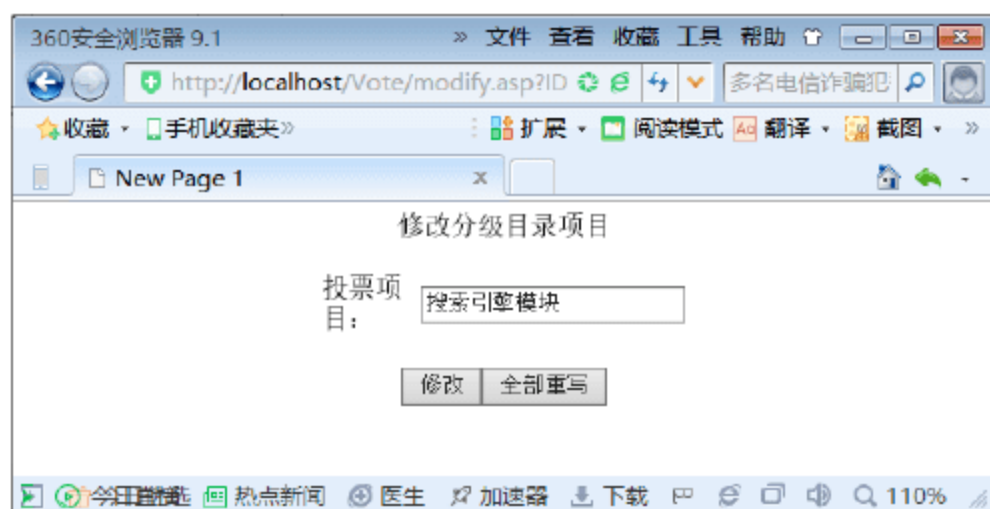 360安全浏览器 9.1 » 文件 查看 收藏 工具 帮助
http://localhost/Vote/modify.asp?ID 多名电信诈骗犯
收藏 手机收藏夹» 扩展 阅读模式 Ad 翻译 截图 »
New Page 1
修改分级目录项目
投票项
目:
搜索引擎模块
修改 全部重写
热点新闻 医生 加速器 下载 110%